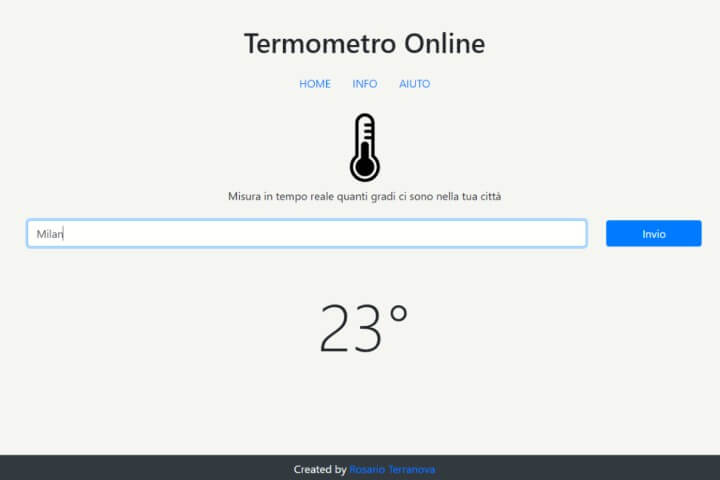 Termometro Online
HOME INFO AIUTO
Misura in tempo reale quanti gradi ci sono nella tua città
Milan
Invio
23°
Created by Rosario Terranova